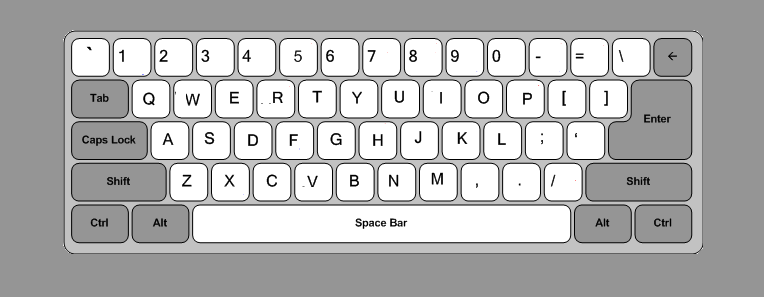 ` 1 2 3 4 5 6 7 8 9 0 - = \ ←
Tab Q W E R T Y U I O P [ ]
Enter
Caps Lock A S D F G H J K L ; ‘
Shift Z X C V B N M , . / Shift
Ctrl Alt Space Bar Alt Ctrl